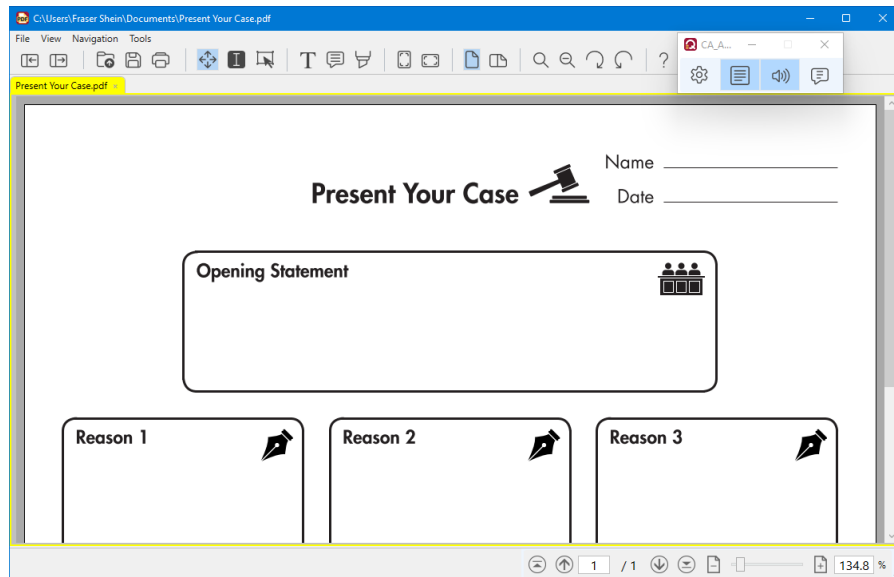 C:\Users\Fraser Shein\Documents\Present Your Case.pdf
File View Navigation Tools
CA_A...
Present Your Case.pdf
Name
Present Your Case
Date
Opening Statement
Reason 1 Reason 2 Reason 3
1 / 1 134.8 %